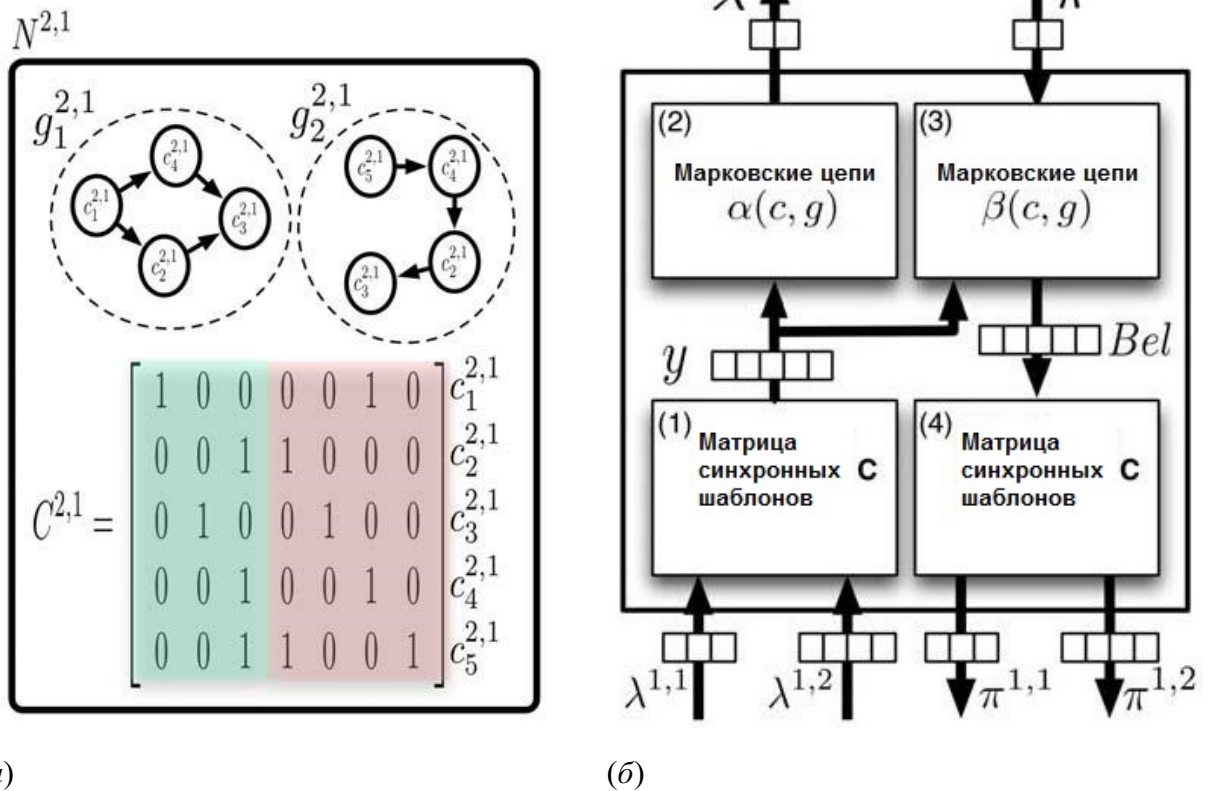 N^{2,1}
g_1^{2,1}
g_2^{2,1}
c_4^{2,1}
c_1^{2,1}
c_3^{2,1}
c_2^{2,1}
c_5^{2,1}
c_4^{2,1}
c_2^{2,1}
c_3^{2,1}
C^{2,1} =
1 0 0 0 0 1 0 c_1^{2,1}
0 0 1 1 0 0 0 c_2^{2,1}
0 1 0 0 1 0 0 c_3^{2,1}
0 0 1 0 0 1 0 c_4^{2,1}
0 0 1 1 0 0 1 c_5^{2,1}
(2)
Марковские цепи
α(c, g)
(3)
Марковские цепи
β(c, g)
y
Bel
(1)
Матрица
синхронных C
шаблонов
(4)
Матрица
синхронных C
шаблонов
λ^{1,1}
λ^{1,2}
π^{1,1}
π^{1,2}
(б)